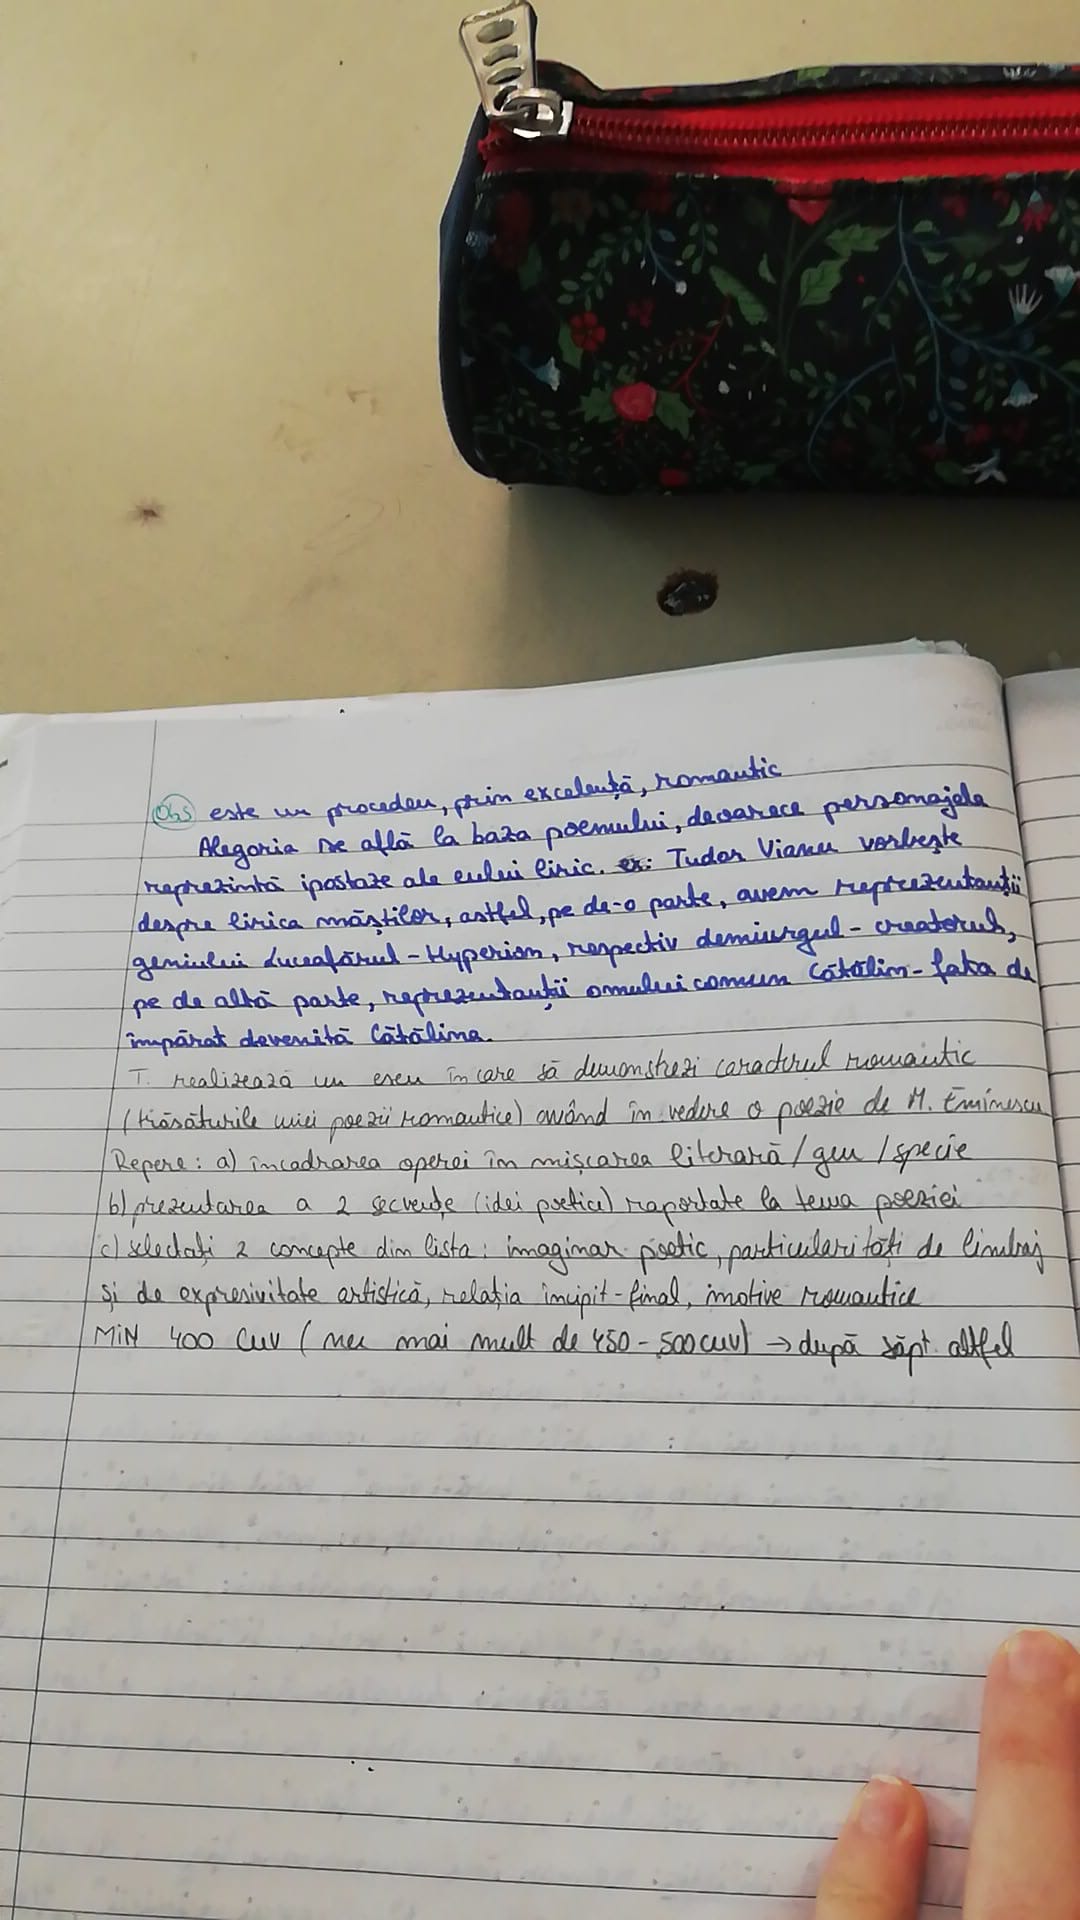 Obs este un procedeu, prim excelență, romantic
Alegoria se află la baza poemului, deoarece personajele
reprezintă ipostaze ale eului liric. ex: Tudor Vianu vorbește
despre lirica măștilor, astfel, pe de-o parte, avem reprezentanții
geniului Luceafărul-Hyperion, respectiv demiurgul-creatorul,
pe de altă parte, reprezentanții omului comun Cătălin-fata de
împărat devenită Cătălina.
T. realizează un eseu în care să demonstrezi caracterul romantic
(trăsăturile unei poezii romantice) având în vedere o poezie de M. Eminescu
Repere: a) încadrarea operei în mișcarea literară/gen/specie
b) prezentarea a 2 secvențe (idei poetice) raportate la tema poeziei
c) selectați 2 concepte din lista: imaginar poetic, particularități de limbaj
și de expresivitate artistică, relația incipit-final, motive romantice
MIN 400 cuv (nu mai mult de 450-500 cuv) → după săpt. altfel